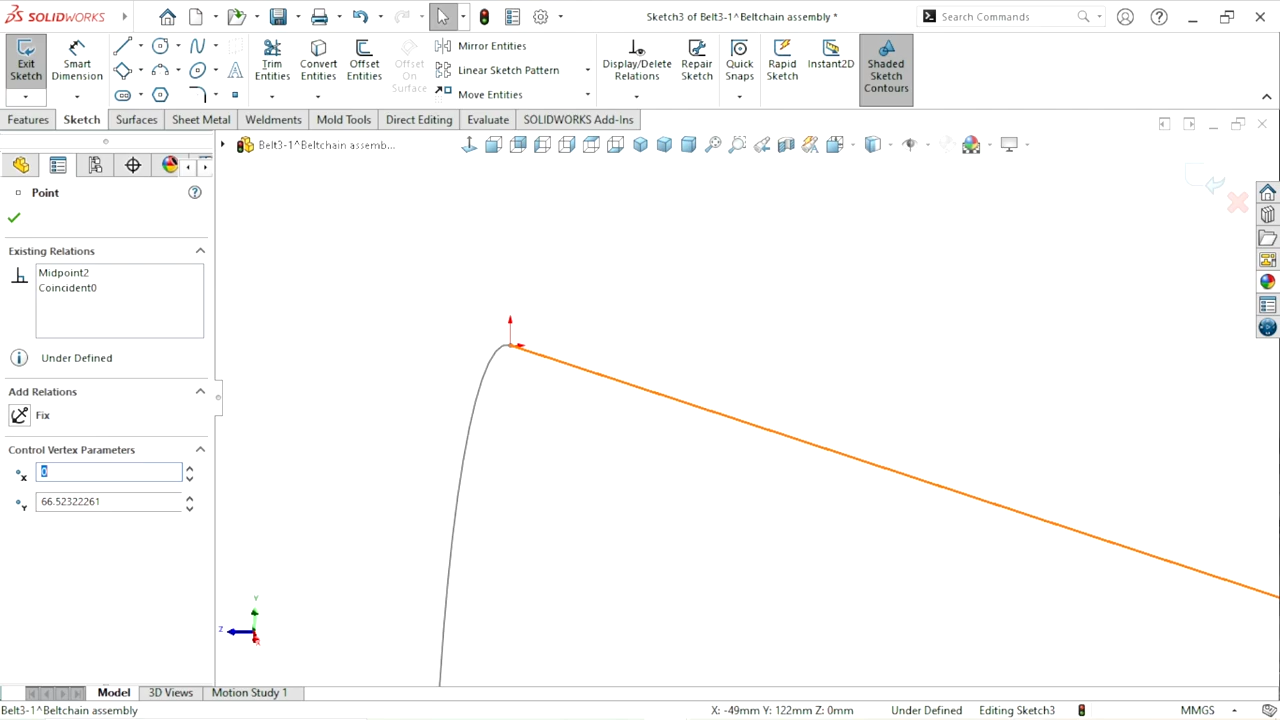 SOLIDWORKS
Sketch3 of Belt3-1^Beltchain assembly *
Search Commands
Exit Sketch
Smart Dimension
Trim Entities
Convert Entities
Offset Entities
Offset On Surface
Mirror Entities
Linear Sketch Pattern
Move Entities
Display/Delete Relations
Repair Sketch
Quick Snaps
Rapid Sketch
Instant2D
Shaded Sketch Contours
Features
Sketch
Surfaces
Sheet Metal
Weldments
Mold Tools
Direct Editing
Evaluate
SOLIDWORKS Add-Ins
Belt3-1^Beltchain assemb...
Point
Existing Relations
Midpoint2
Coincident0
Under Defined
Add Relations
Fix
Control Vertex Parameters
X
0
Y
66.52322261
Y
Z
X
Model
3D Views
Motion Study 1
Belt3-1^Beltchain assembly
X: -49mm Y: 122mm Z: 0mm
Under Defined
Editing Sketch3
MMGS